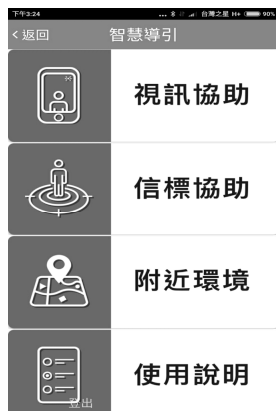 下午3:24 ... 台灣之星 H+ 90%
<返回 智慧導引
視訊協助
信標協助
附近環境
使用說明
登出